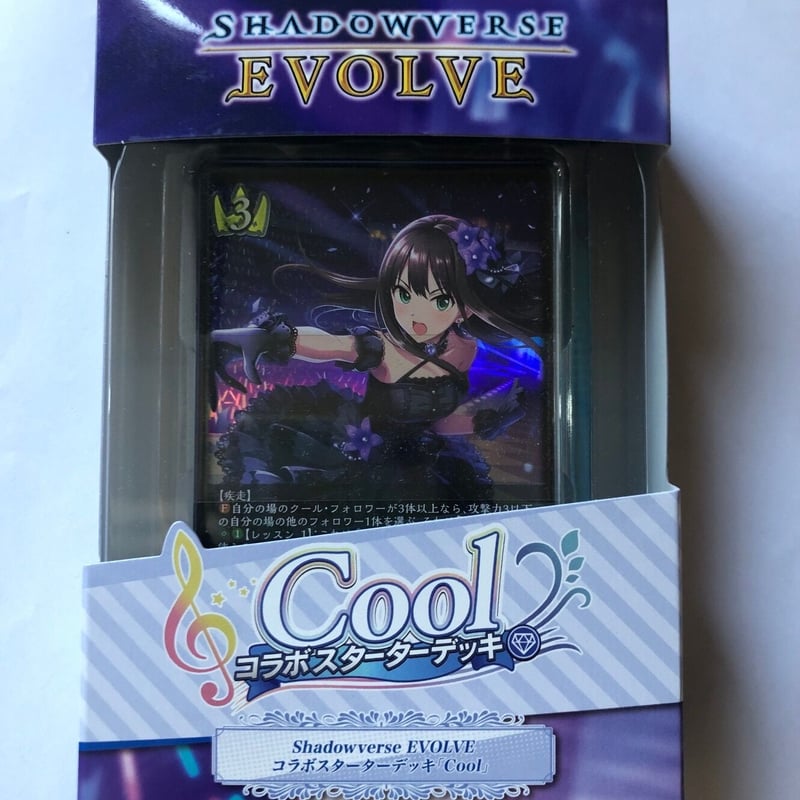 SHADOWVERSE
EVOLVE
3
【疾走】
F 自分の場のクール・フォロワーが3体以上なら、攻撃力3以下
の自分の場の他のフォロワー1体を選ぶ。
1【レッスン_1】
Cool
コラボスターターデッキ
Shadowverse EVOLVE
コラボスターターデッキ「Cool」